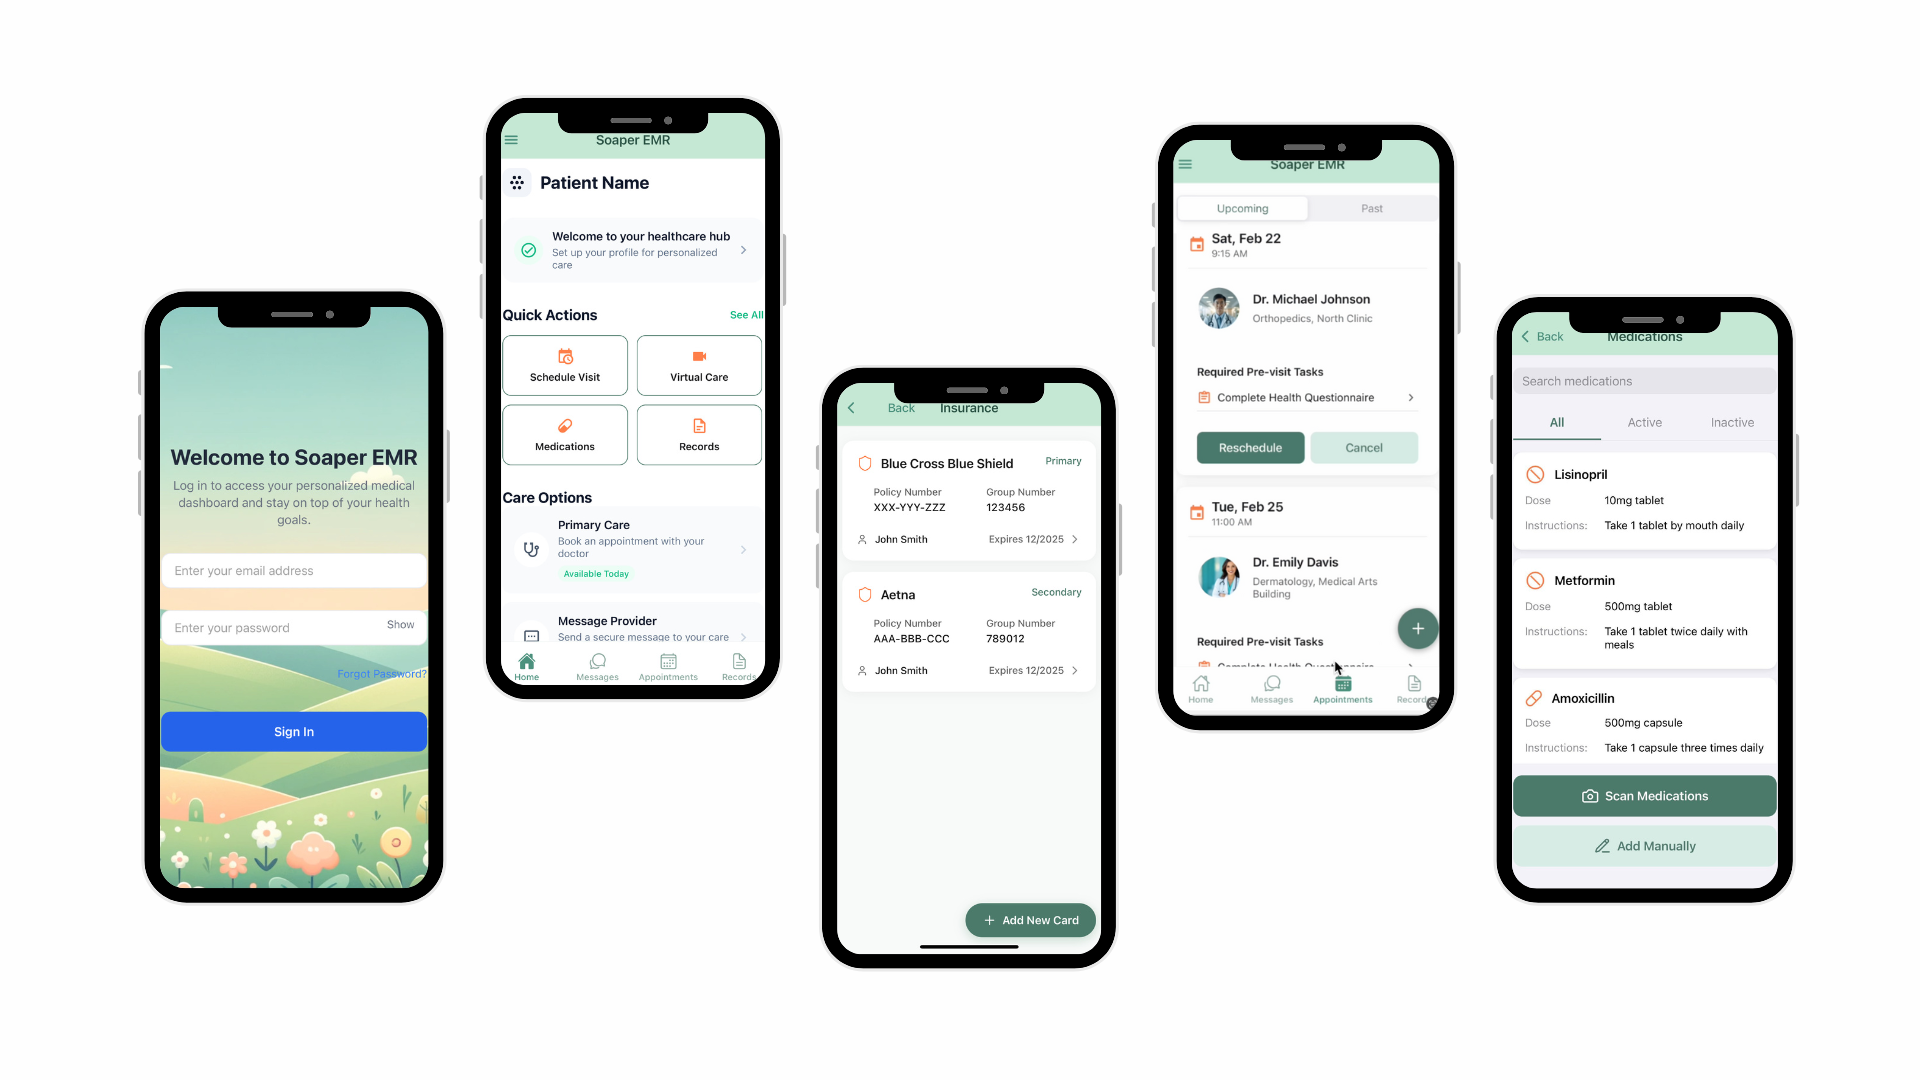 Welcome to Soaper EMR
Log in to access your personalized medical
dashboard and stay on top of your health
goals.
Enter your email address
Enter your password
Show
Forgot Password?
Sign In
Soaper EMR
Patient Name
Welcome to your healthcare hub
Set up your profile for personalized
care
Quick Actions
See All
Schedule Visit
Virtual Care
Medications
Records
Care Options
Primary Care
Book an appointment with your
doctor
Available Today
Message Provider
Send a secure message to your care
Home
Messages
Appointments
Records
Back
Insurance
Blue Cross Blue Shield
Primary
Policy Number
Group Number
XXX-YYY-ZZZ
123456
John Smith
Expires 12/2025
Aetna
Secondary
Policy Number
Group Number
AAA-BBB-CCC
789012
John Smith
Expires 12/2025
+ Add New Card
Soaper EMR
Upcoming
Past
Sat, Feb 22
9:15 AM
Dr. Michael Johnson
Orthopedics, North Clinic
Required Pre-visit Tasks
Complete Health Questionnaire
Reschedule
Cancel
Tue, Feb 25
11:00 AM
Dr. Emily Davis
Dermatology, Medical Arts
Building
+
Required Pre-visit Tasks
Complete Health Questionnaire
Home
Messages
Appointments
Records
Back
Medications
Search medications
All
Active
Inactive
Lisinopril
Dose
10mg tablet
Instructions:
Take 1 tablet by mouth daily
Metformin
Dose
500mg tablet
Instructions:
Take 1 tablet twice daily with
meals
Amoxicillin
Dose
500mg capsule
Instructions:
Take 1 capsule three times daily
Scan Medications
Add Manually